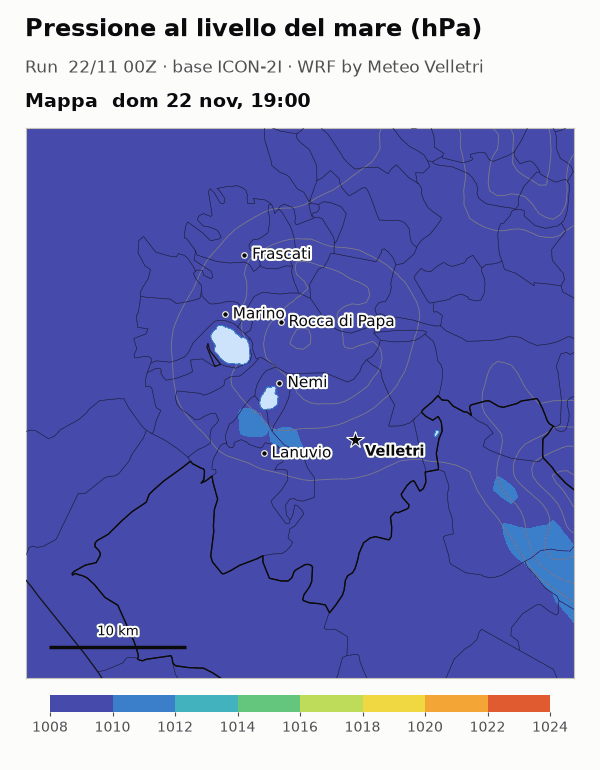 Pressione al livello del mare (hPa)
Run  22/11 00Z · base ICON-2I · WRF by Meteo Velletri
Mappa  dom 22 nov, 19:00
Frascati
Marino
Rocca di Papa
Nemi
Lanuvio
Velletri
10 km
1008 1010 1012 1014 1016 1018 1020 1022 1024